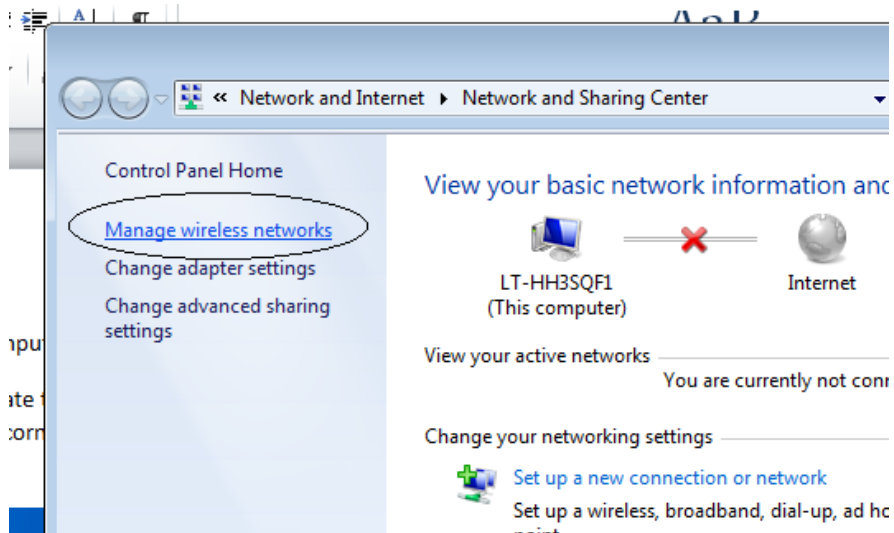 « Network and Internet Network and Sharing Center
Control Panel Home
Manage wireless networks
Change adapter settings
Change advanced sharing
settings
View your basic network information and
LT-HH3SQF1
(This computer)
Internet
View your active networks
You are currently not
Change your networking settings
Set up a new connection or network
Set up a wireless, broadband, dial-up, ad